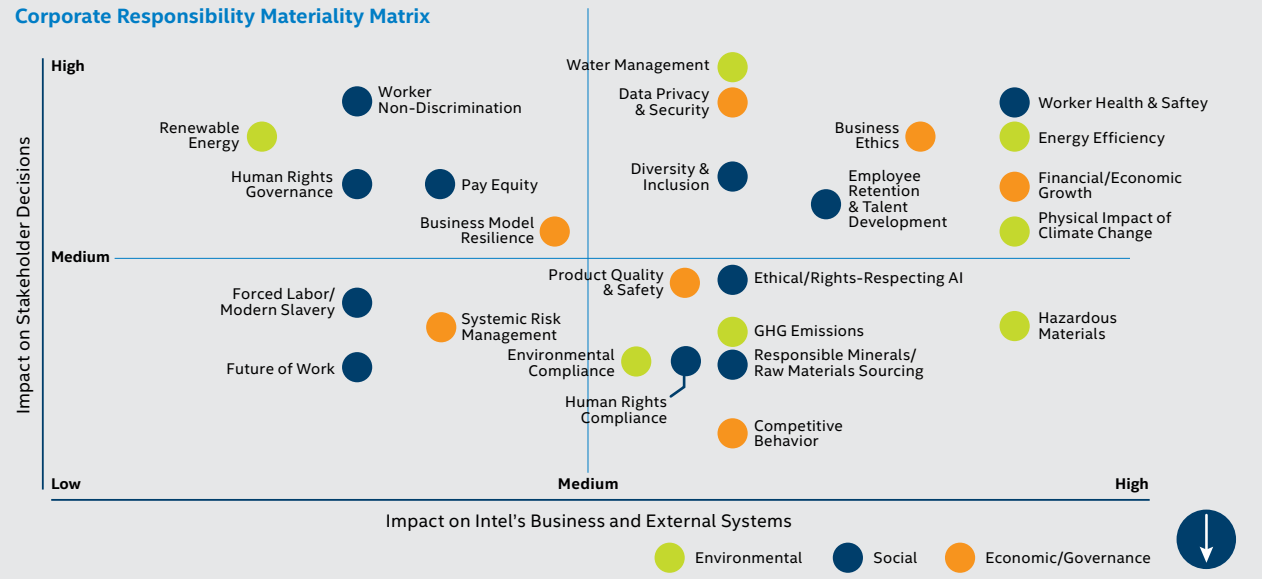 Corporate Responsibility Materiality Matrix
High
Water Management
Worker
Non-Discrimination
Data Privacy
& Security
Worker Health & Saftey
Renewable
Energy
Business
Ethics
Energy Efficiency
Human Rights
Governance
Pay Equity
Diversity &
Inclusion
Employee
Retention
& Talent
Development
Financial/Economic
Growth
Business Model
Resilience
Physical Impact of
Climate Change
Impact on Stakeholder Decisions
Medium
Product Quality
& Safety
Ethical/Rights-Respecting AI
Forced Labor/
Modern Slavery
Systemic Risk
Management
GHG Emissions
Hazardous
Materials
Future of Work
Environmental
Compliance
Responsible Minerals/
Raw Materials Sourcing
Human Rights
Compliance
Competitive
Behavior
Low
Medium
High
Impact on Intel's Business and External Systems
Environmental
Social
Economic/Governance